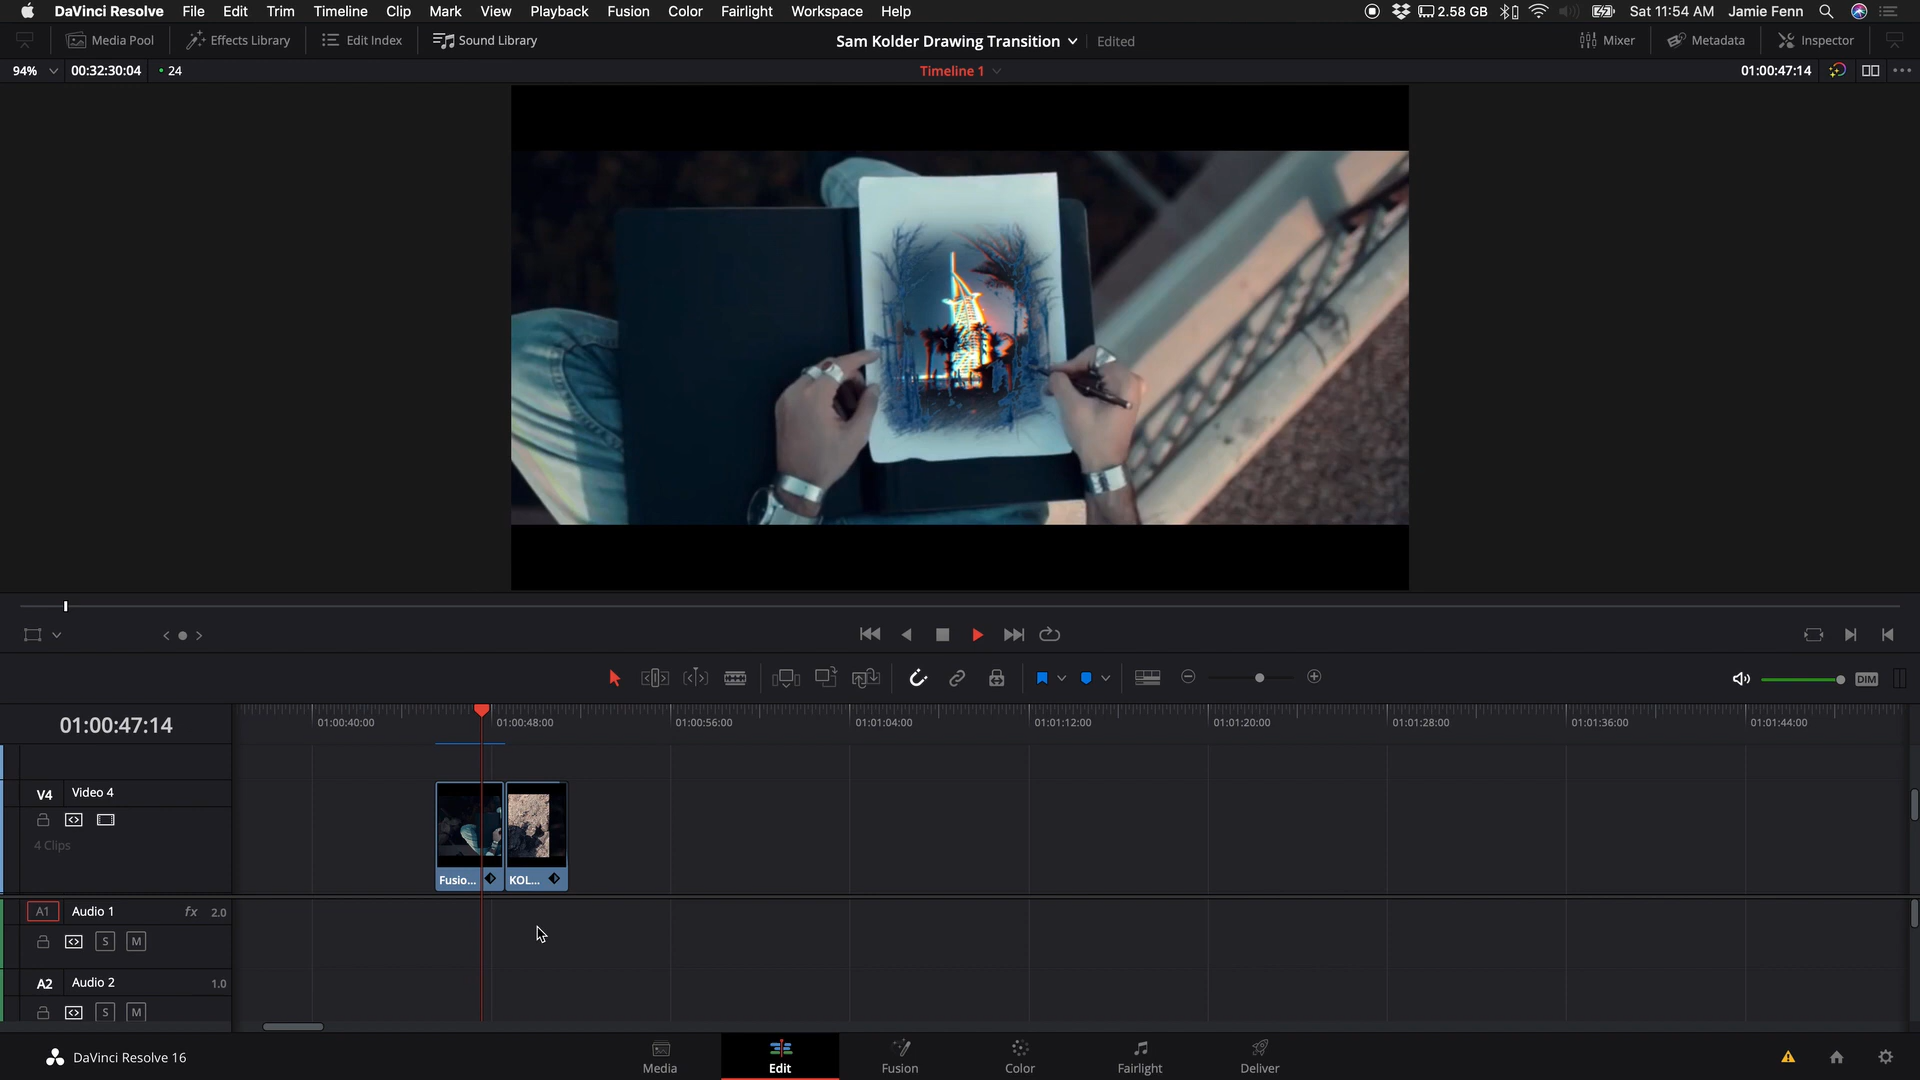 DaVinci Resolve File Edit Trim Timeline Clip Mark View Playback Fusion Color Fairlight Workspace Help 2.58 GB Sat 11:54 AM Jamie Fenn
Media Pool Effects Library Edit Index Sound Library Sam Kolder Drawing Transition Edited Mixer Metadata Inspector
94% 00:32:30:04 24 Timeline 1 01:00:47:14
DIM
01:00:47:14 01:00:40:00 01:00:48:00 01:00:56:00 01:01:04:00 01:01:12:00 01:01:20:00 01:01:28:00 01:01:36:00 01:01:44:00
V4 Video 4
4 Clips
Fusio... KOL...
A1 Audio 1 fx 2.0
S M
A2 Audio 2 1.0
S M
DaVinci Resolve 16 Media Edit Fusion Color Fairlight Deliver